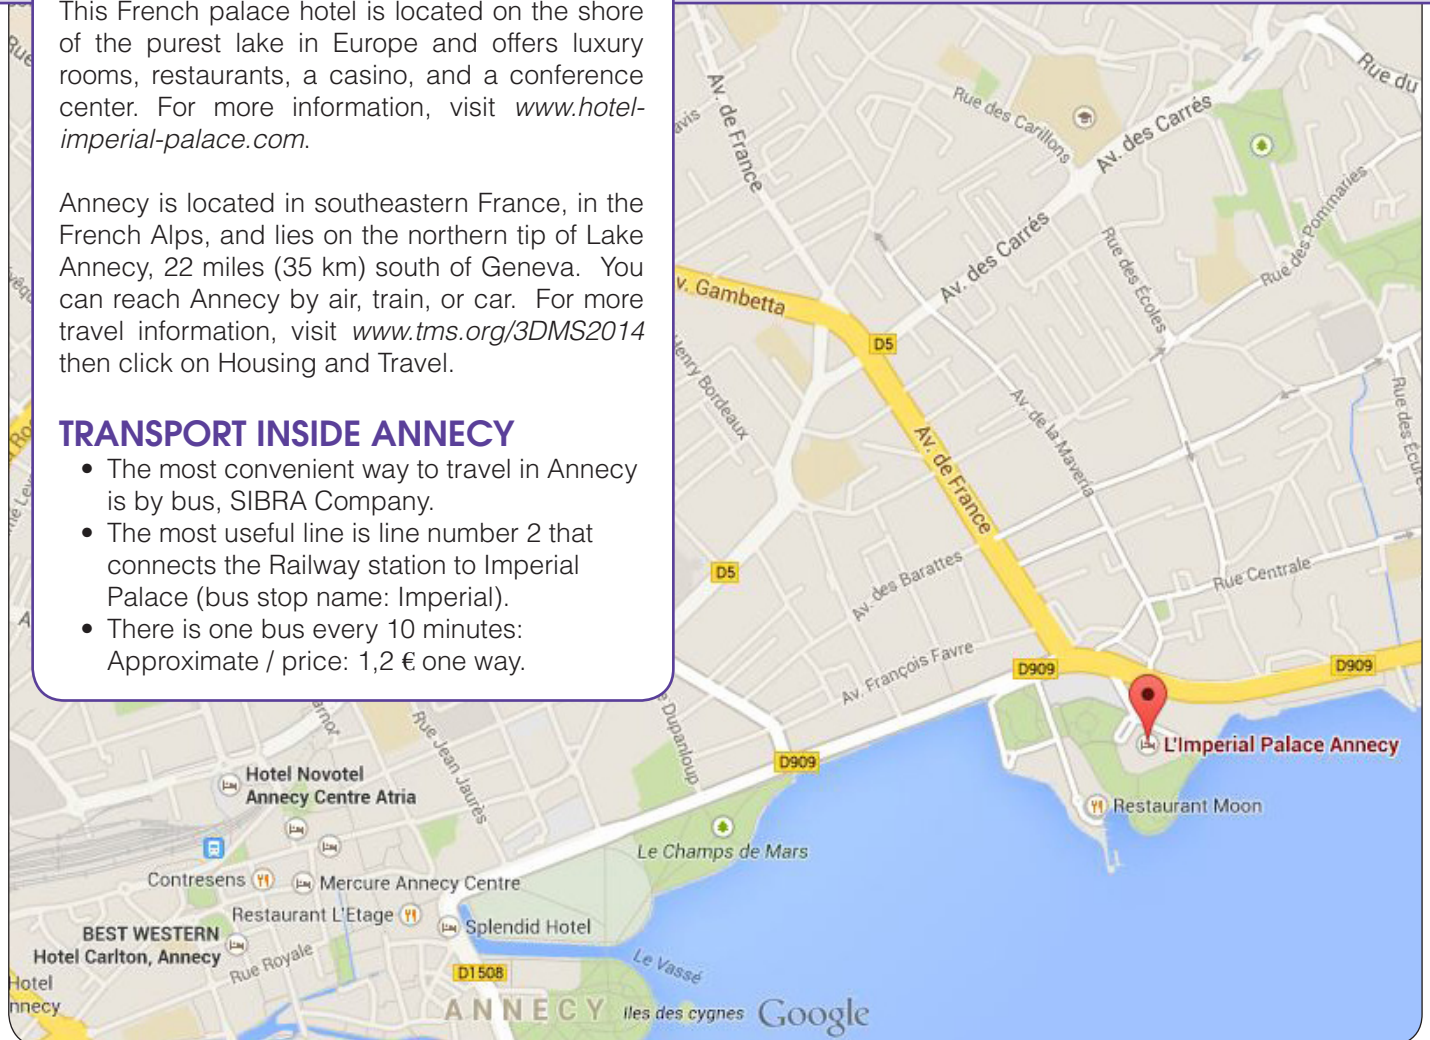 This French palace hotel is located on the shore
of the purest lake in Europe and offers luxury
rooms, restaurants, a casino, and a conference
center. For more information, visit www.hotel-
imperial-palace.com.
Annecy is located in southeastern France, in the
French Alps, and lies on the northern tip of Lake
Annecy, 22 miles (35 km) south of Geneva. You
can reach Annecy by air, train, or car. For more
travel information, visit www.tms.org/3DMS2014
then click on Housing and Travel.
TRANSPORT INSIDE ANNECY
• The most convenient way to travel in Annecy
is by bus, SIBRA Company.
• The most useful line is line number 2 that
connects the Railway station to Imperial
Palace (bus stop name: Imperial).
• There is one bus every 10 minutes:
Approximate / price: 1,2 € one way.
Av. de France
Rue des Carillons
Av. des Carrés
Rue du
Av. des Carrés
Rue des Écoles
Rue des Pommaries
v. Gambetta
D5
Henry Bordeaux
Av. de la Maveria
Av. de France
D5
Av. des Barattes
Rue Centrale
Av. François Favre
D909
D909
L'Imperial Palace Annecy
Restaurant Moon
D909
Rue Jean Jaurès
Dupanloup
Hotel Novotel
Annecy Centre Atria
Le Champs de Mars
Contresens
Mercure Annecy Centre
Restaurant L'Etage
Splendid Hotel
BEST WESTERN
Hotel Carlton, Annecy
Rue Royale
Le Vassé
D1508
Hotel
nnecy
ANNECY
Iles des cygnes
Google